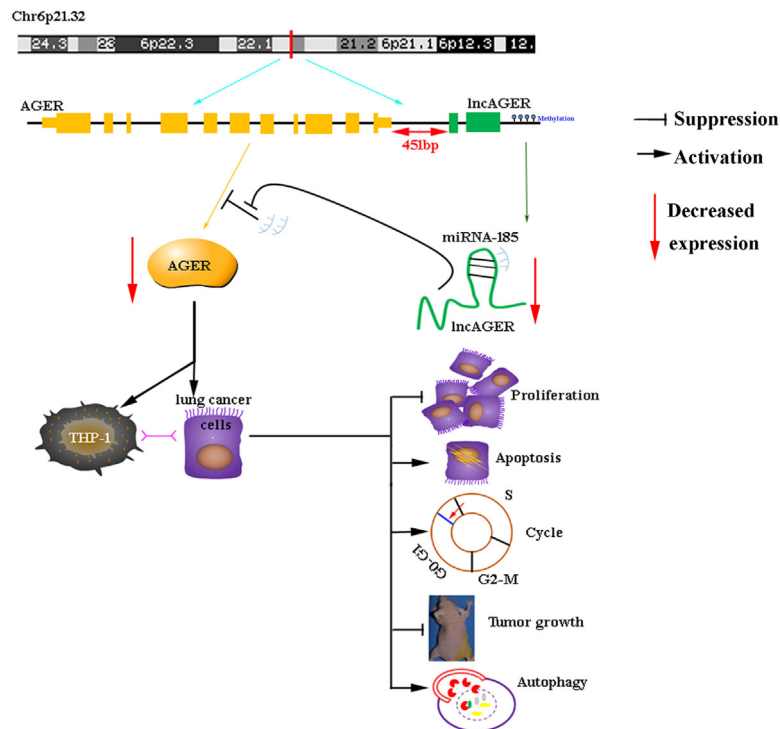 Chr6p21.32
24.3 23 6p22.3 22.1 21.2 6p21.1 6p12.3 12.
AGER
lncAGER
Methylation
451bp
Suppression
Activation
Decreased
expression
miRNA-185
AGER
lncAGER
lung cancer
cells
THP-1
Proliferation
Apoptosis
S
Cycle
G0-G1
G2-M
Tumor growth
Autophagy